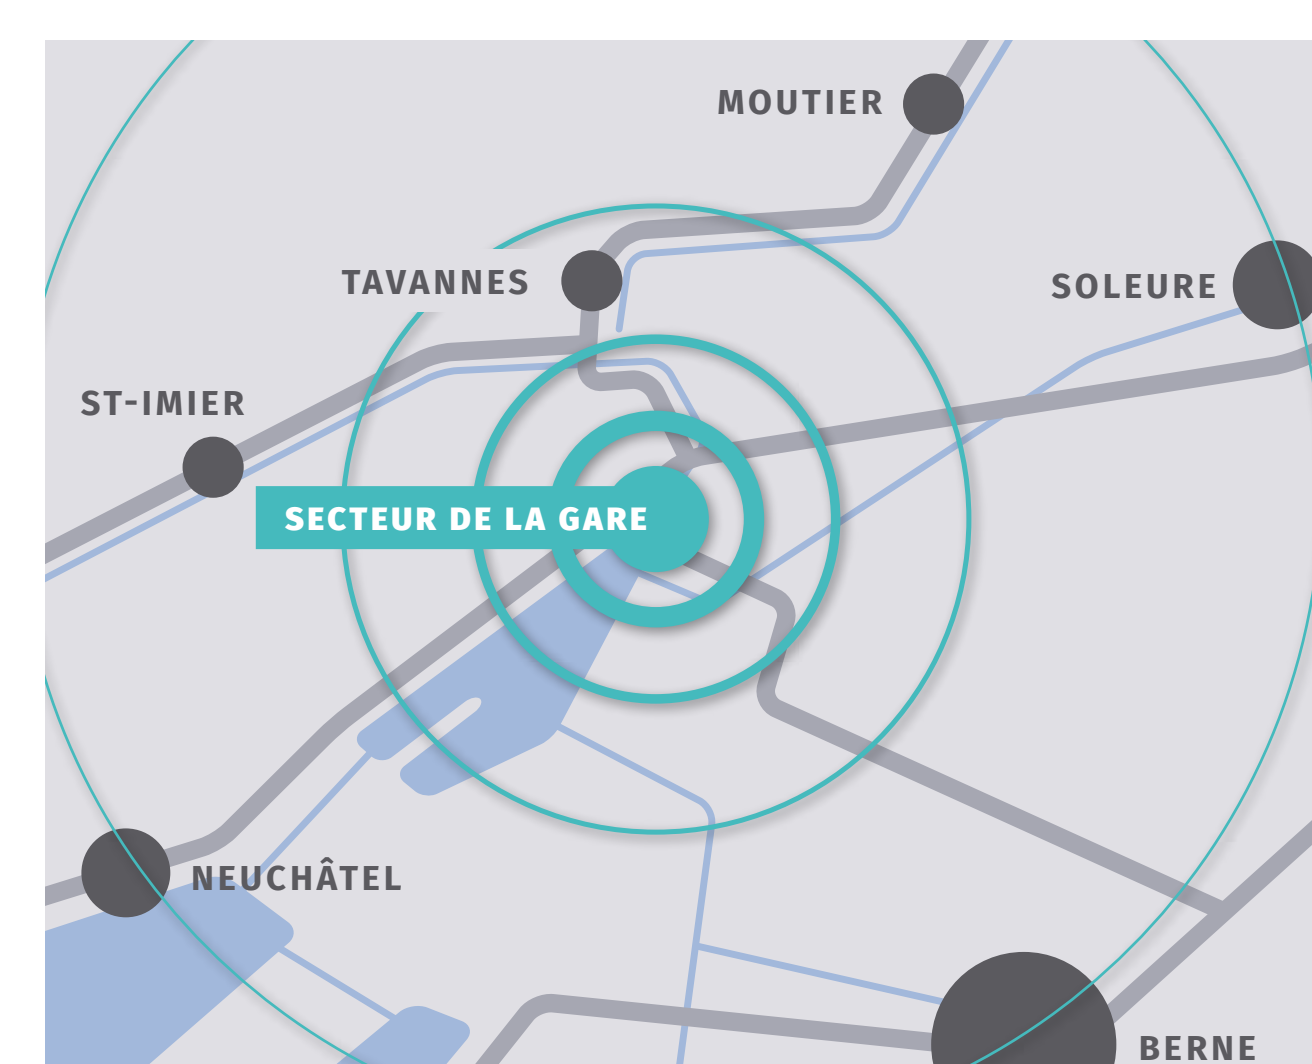 MOUTIER
TAVANNES
SOLEURE
ST-IMIER
SECTEUR DE LA GARE
NEUCHÂTEL
BERNE